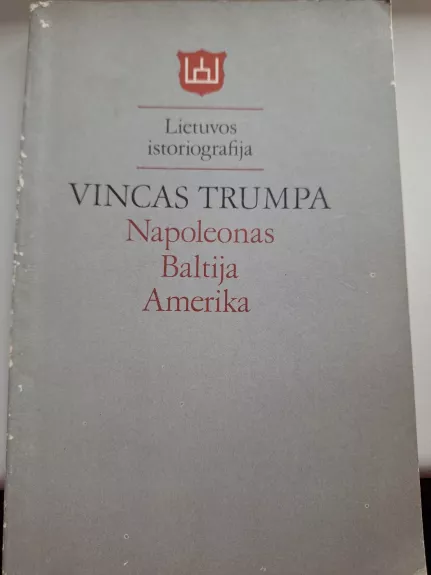 Lietuvos
istoriografija
VINCAS TRUMPA
Napoleonas
Baltija
Amerika